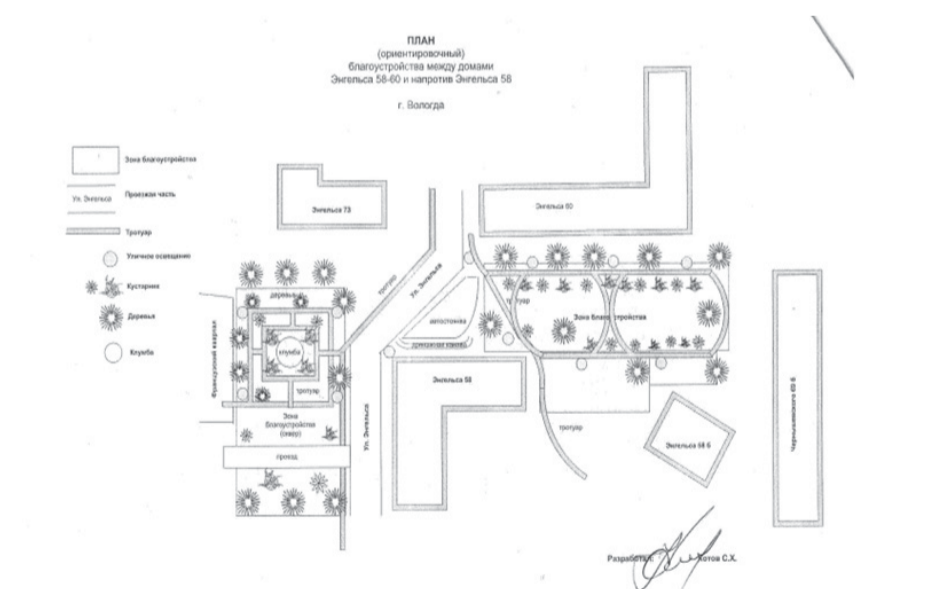 ПЛАН
(ориентировочный)
благоустройства между домами
Энгельса 58-60 и напротив Энгельса 58
г. Вологда
Зона благоустройства
Ул. Энгельса
Проезжая часть
Тротуар
Уличное освещение
Кустарник
Деревья
Клумба
Энгельса 73
Энгельса 60
тротуар
Ул. Энгельса
деревья
Французский квартал
клумба
тротуар
автостоянка
тротуар
Зона благоустройства
Энгельса 58
Зона
Благоустройства
(сквер)
проезд
Ул. Энгельса
тротуар
Энгельса 58 б
Чернышевского
Разработал:
Котов С.Х.